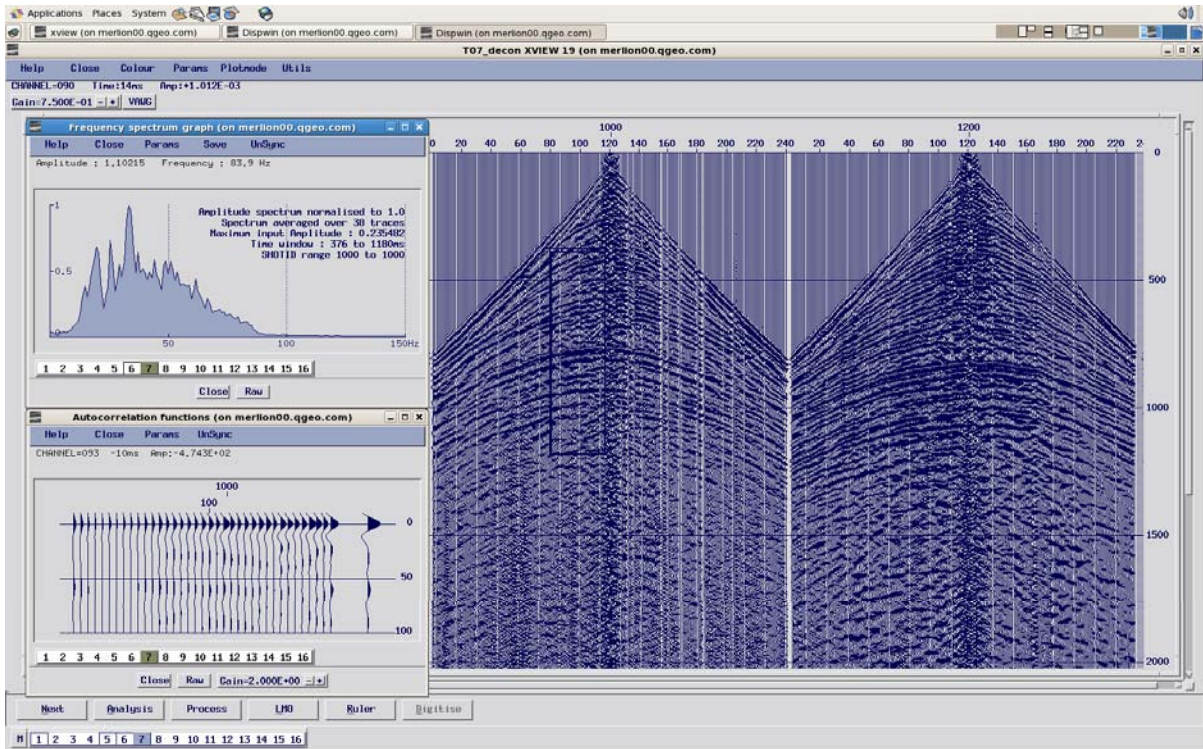 Applications Places System
xview (on merlion00.qgeo.com) Dispwin (on merlion00.qgeo.com) Dispwin (on merlion00.qgeo.com)
T07_decon XVIEW 19 (on merlion00.qgeo.com)
Help Close Colour Params Plotmode Utils
CHANNEL=090 Time:14ms Amp:+1.012E-03
Gain=7.500E-01 - + VAWG
Frequency spectrum graph (on merlion00.qgeo.com)
Help Close Params Save UnSync
Amplitude : 1.10215 Frequency : 83.9 Hz
1
Amplitude spectrum normalised to 1.0
Spectrum averaged over 38 traces
Maximum input Amplitude : 0.235482
Time window : 376 to 1180ms
SHOTID range 1000 to 1000
0.5
0
50 100 150Hz
1 2 3 4 5 6 7 8 9 10 11 12 13 14 15 16
Close Raw
Autocorrelation functions (on merlion00.qgeo.com)
Help Close Params UnSync
CHANNEL=093 -10ms Amp:-4.743E+02
1000
100
0
50
100
1 2 3 4 5 6 7 8 9 10 11 12 13 14 15 16
Close Raw Gain=2.000E+00 - +
1000 1200
0 20 40 60 80 100 120 140 160 180 200 220 240 20 40 60 80 100 120 140 160 180 200 220 2
0
500
1000
1500
2000
Next Analysis Process LMO Ruler Digitise
M 1 2 3 4 5 6 7 8 9 10 11 12 13 14 15 16